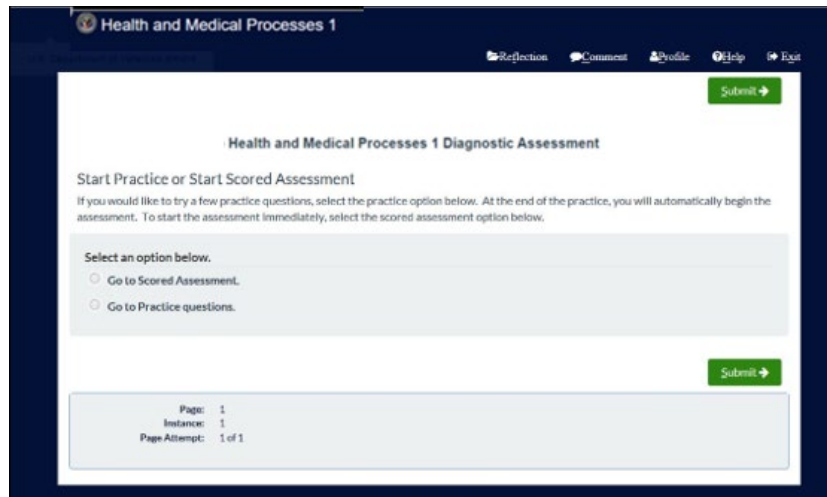 Health and Medical Processes 1
Reflection Comment Profile Help Exit
Submit
Health and Medical Processes 1 Diagnostic Assessment
Start Practice or Start Scored Assessment
If you would like to try a few practice questions, select the practice option below. At the end of the practice, you will automatically begin the
assessment. To start the assessment immediately, select the scored assessment option below.
Select an option below.
Go to Scored Assessment.
Go to Practice questions.
Submit
Page: 1
Instance: 1
Page Attempt: 1 of 1